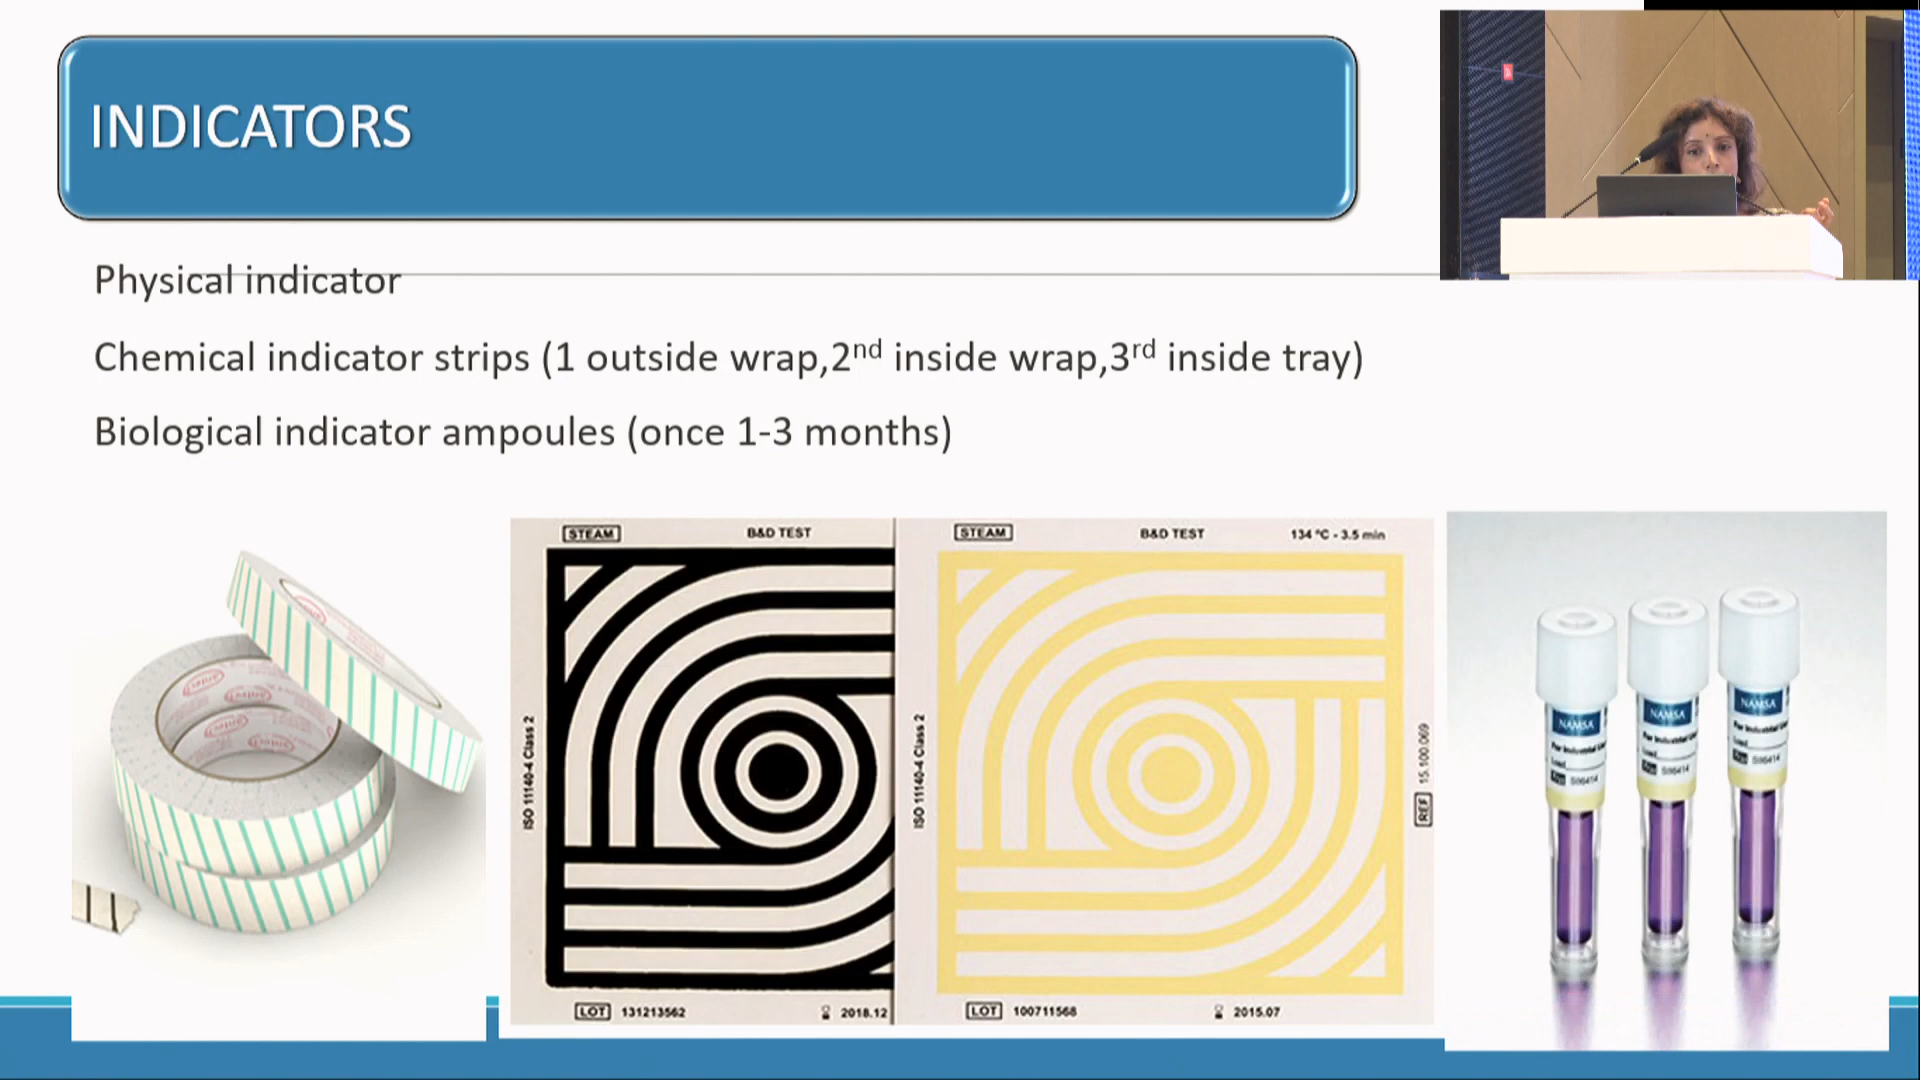 INDICATORS
Physical indicator
Chemical indicator strips (1 outside wrap,2nd inside wrap,3rd inside tray)
Biological indicator ampoules (once 1-3 months)
STEAM B&D TEST
ISO 11140-4 Class 2
LOT 131213562 2018.12
STEAM B&D TEST 134 °C - 3.5 min
ISO 11140-4 Class 2
REF 15.100.069
LOT 100711568 2015.07
NAMSA
NAMSA
NAMSA